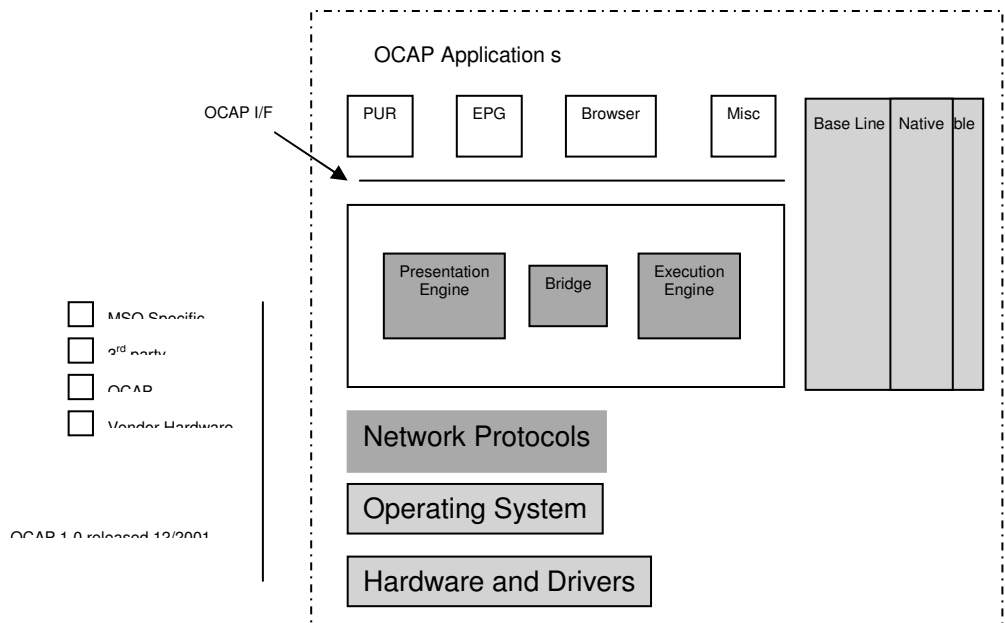 OCAP Application s
OCAP I/F
PUR
EPG
Browser
Misc
Base Line
Native
ble
Presentation
Engine
Bridge
Execution
Engine
MSO Specific
3rd party
OCAP
Vendor Hardware
Network Protocols
Operating System
OCAP 1.0 released 12/2001
Hardware and Drivers